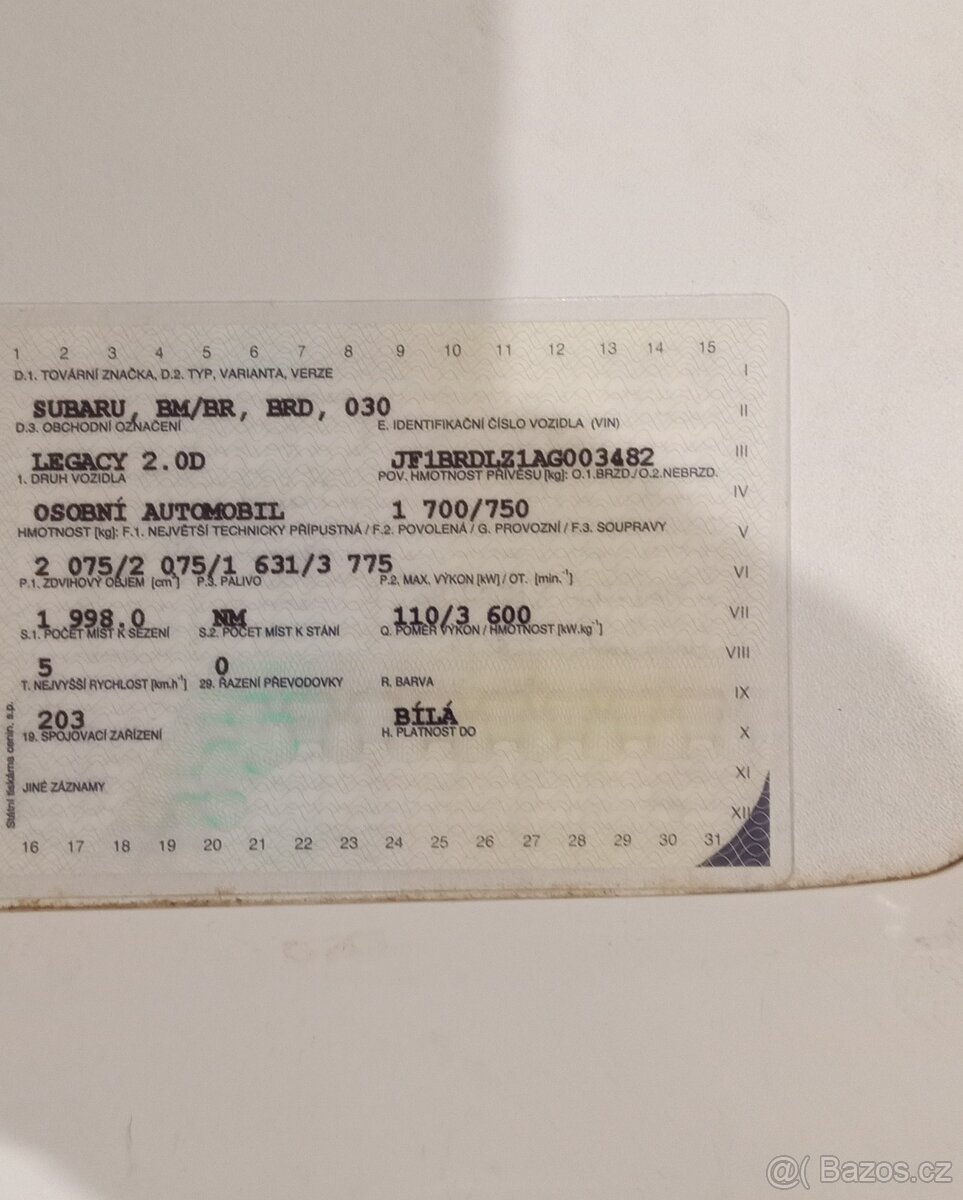 1 2 3 4 5 6 7 8 9 10 11 12 13 14 15
D.1. TOVÁRNÍ ZNAČKA, D.2. TYP, VARIANTA, VERZE
I
SUBARU, BM/BR, BRD, 030
II
D.3. OBCHODNÍ OZNAČENÍ E. IDENTIFIKAČNÍ ČÍSLO VOZIDLA (VIN)
LEGACY 2.0D JF1BRDLZ1AG003482
III
1. DRUH VOZIDLA POV. HMOTNOST PŘÍVĚSU [kg]: O.1.BRZD./O.2.NEBRZD.
IV
OSOBNÍ AUTOMOBIL 1 700/750
HMOTNOST [kg]: F.1. NEJVĚTŠÍ TECHNICKY PŘÍPUSTNÁ / F.2. POVOLENÁ / G. PROVOZNÍ / F.3. SOUPRAVY
V
2 075/2 075/1 631/3 775
VI
P.1. ZDVIHOVÝ OBJEM [cm³] P.3. PALIVO P.2. MAX. VÝKON [kW] / OT. [min.⁻¹]
1 998.0 NM 110/3 600
VII
S.1. POČET MÍST K SEZENÍ S.2. POČET MÍST K STÁNÍ Q. POMĚR VÝKON / HMOTNOST [kW.kg⁻¹]
VIII
5 0
T. NEJVYŠŠÍ RYCHLOST [km.h⁻¹] 29. ŘAZENÍ PŘEVODOVKY R. BARVA
IX
203 BÍLÁ
19. SPOJOVACÍ ZAŘÍZENÍ H. PLATNOST DO
X
XI
JINÉ ZÁZNAMY
XII
16 17 18 19 20 21 22 23 24 25 26 27 28 29 30 31
Státní tiskárna cenin, s.p.
@( Bazos.cz